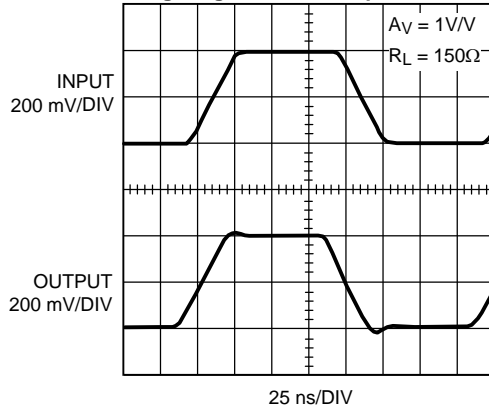 AV = 1V/V
RL = 150Ω
INPUT
200 mV/DIV
OUTPUT
200 mV/DIV
25 ns/DIV